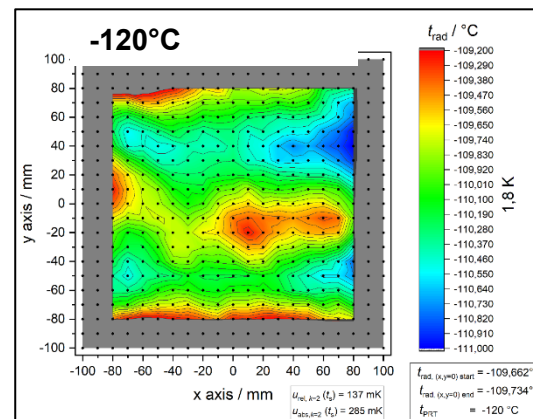 -120°C
t_rad / °C
100
80
60
40
20
0
-20
-40
-60
-80
-100
y axis / mm
-100 -80 -60 -40 -20 0 20 40 60 80 100
x axis / mm
-109,200
-109,380
-109,560
-109,650
-109,740
-109,830
-109,920
-110,010
-110,100
-110,190
-110,280
-110,370
-110,460
-110,550
-110,640
-110,730
-110,820
-110,910
-111,000
1,8 K
u_rel, k=2 (t_s) = 137 mK
u_abs,k=2 (t_s) = 285 mK
t_rad, (x,y=0) start = -109,662°
t_rad, (x,y=0) end = -109,734°
t_PRT = -120 °C